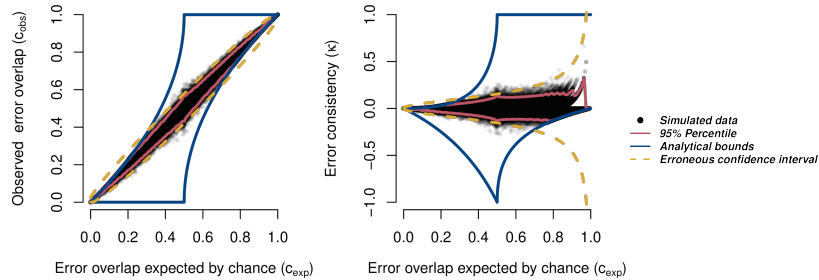 Observed error overlap (cobs)
1.0
0.8
0.6
0.4
0.2
0.0
0.0 0.2 0.4 0.6 0.8 1.0
Error overlap expected by chance (cexp)
Error consistency (κ)
1.0
0.5
0.0
−0.5
−1.0
0.0 0.2 0.4 0.6 0.8 1.0
Error overlap expected by chance (cexp)
Simulated data
95% Percentile
Analytical bounds
Erroneous confidence interval